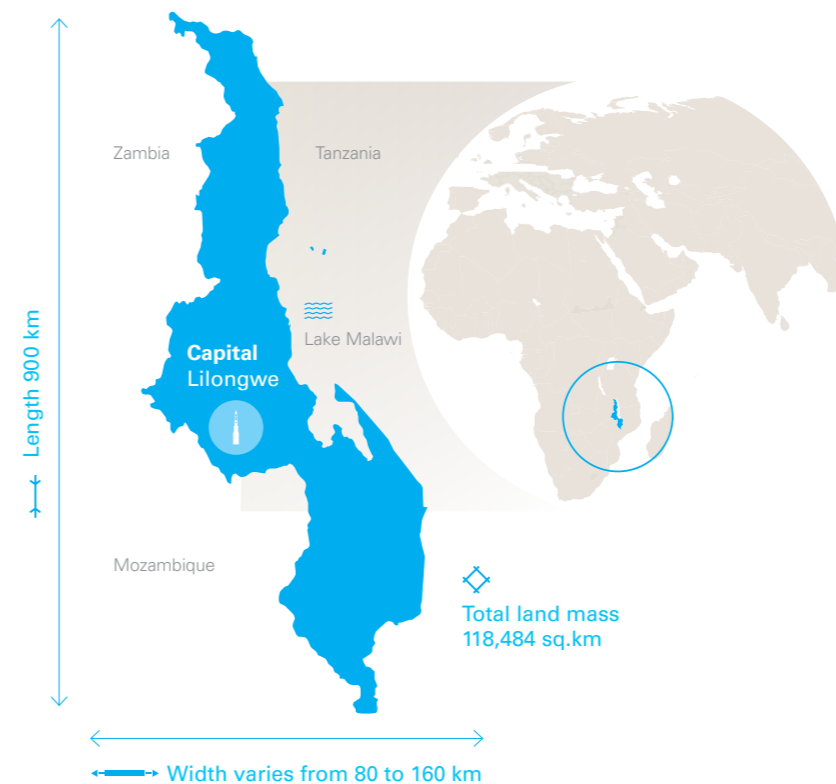 Zambia
Tanzania
Length 900 km
Lake Malawi
Capital
Lilongwe
Mozambique
Total land mass
118,484 sq.km
Width varies from 80 to 160 km